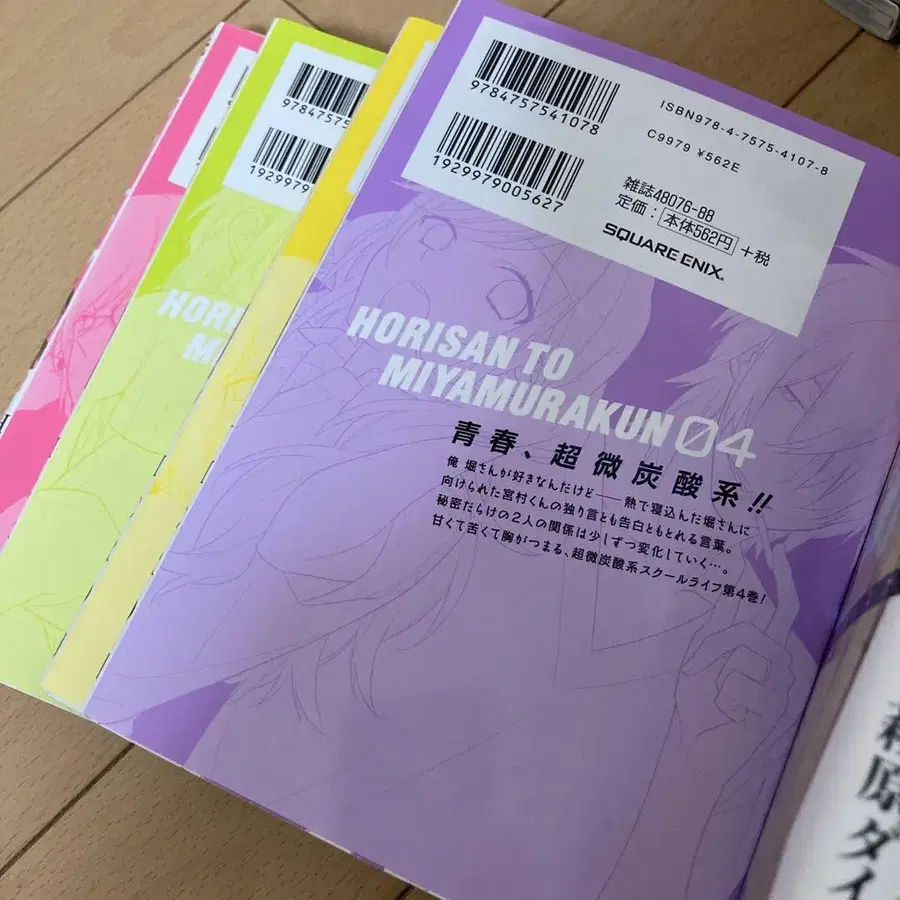 9784757541078
1929979005627
ISBN978-4-7575-4107-8
C9979 ¥562E
雑誌48076-88
定価：本体562円+税
SQUARE ENIX
HORISAN TO
MIYAMURAKUN 04
青春、超微炭酸系!!
俺 堀さんが好きなんだけど――熱で寝込んだ堀さんに
向けられた宮村くんの独り言とも告白ともとれる言葉。
秘密だらけの2人の関係は少しずつ変化していく…。
甘くて苦くて胸がつまる、超微炭酸系スクールライフ第4巻!
9784757
1929979
HORI
M
原ダイ